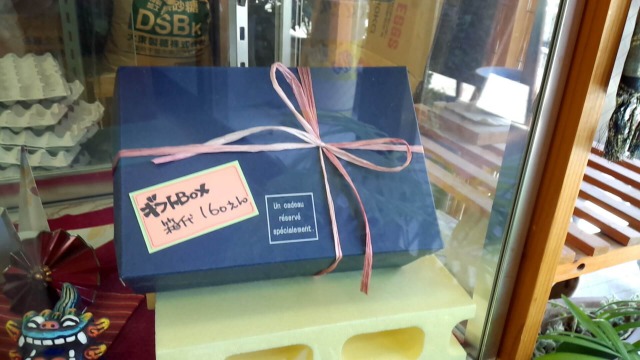 DSBK
ギフトBOX
箱代 160えん
Un cadeau
réservé
spécialement.